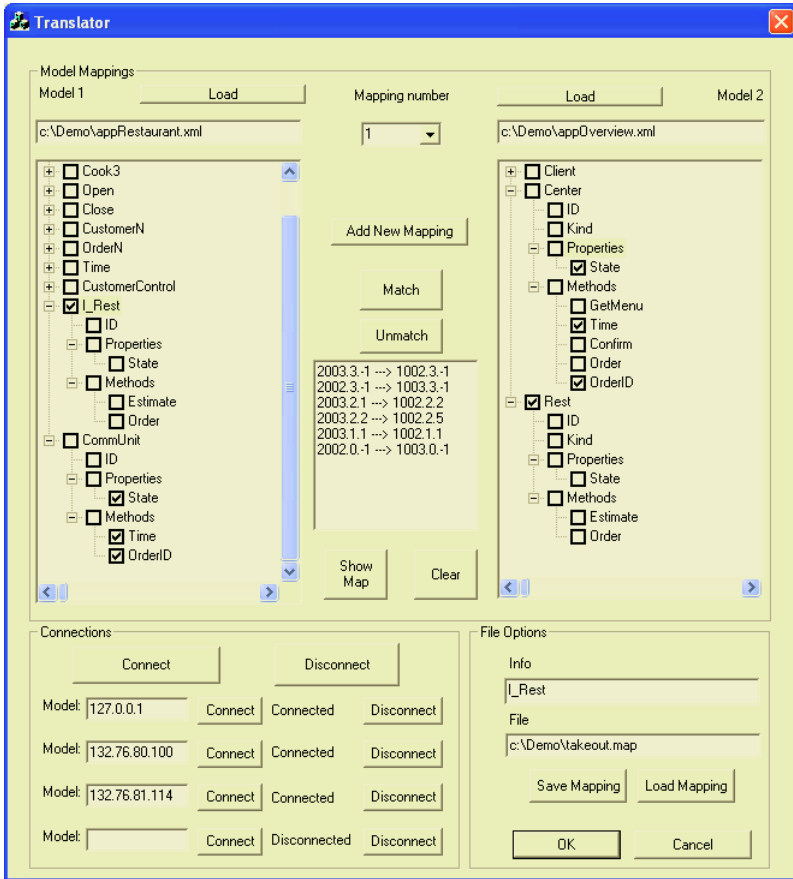 Translator
Model Mappings
Model 1
Load
Mapping number
Load
Model 2
c:\Demo\appRestaurant.xml
1
c:\Demo\appOverview.xml
Cook3
Open
Close
CustomerN
OrderN
Time
CustomerControl
I_Rest
ID
Properties
State
Methods
Estimate
Order
CommUnit
ID
Properties
State
Methods
Time
OrderID
Add New Mapping
Match
Unmatch
2003.3.-1 ---> 1002.3.-1
2002.3.-1 ---> 1003.3.-1
2003.2.1 ---> 1002.2.2
2003.2.2 ---> 1002.2.5
2003.1.1 ---> 1002.1.1
2002.0.-1 ---> 1003.0.-1
Show
Map
Clear
Client
Center
ID
Kind
Properties
State
Methods
GetMenu
Time
Confirm
Order
OrderID
Rest
ID
Kind
Properties
State
Methods
Estimate
Order
Connections
Connect
Disconnect
Model: 127.0.0.1 Connect Connected Disconnect
Model: 132.76.80.100 Connect Connected Disconnect
Model: 132.76.81.114 Connect Connected Disconnect
Model: Connect Disconnected Disconnect
File Options
Info
I_Rest
File
c:\Demo\takeout.map
Save Mapping
Load Mapping
OK
Cancel